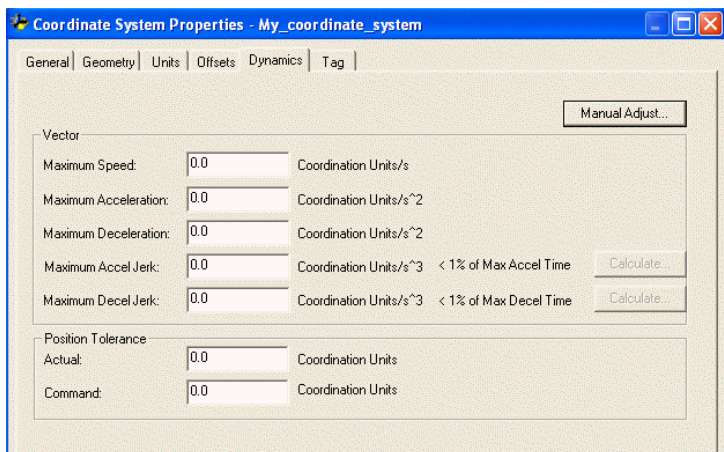 Coordinate System Properties - My_coordinate_system
General Geometry Units Offsets Dynamics Tag
Manual Adjust...
Vector
Maximum Speed: 0.0 Coordination Units/s
Maximum Acceleration: 0.0 Coordination Units/s^2
Maximum Deceleration: 0.0 Coordination Units/s^2
Maximum Accel Jerk: 0.0 Coordination Units/s^3 < 1% of Max Accel Time Calculate...
Maximum Decel Jerk: 0.0 Coordination Units/s^3 < 1% of Max Decel Time Calculate...
Position Tolerance
Actual: 0.0 Coordination Units
Command: 0.0 Coordination Units